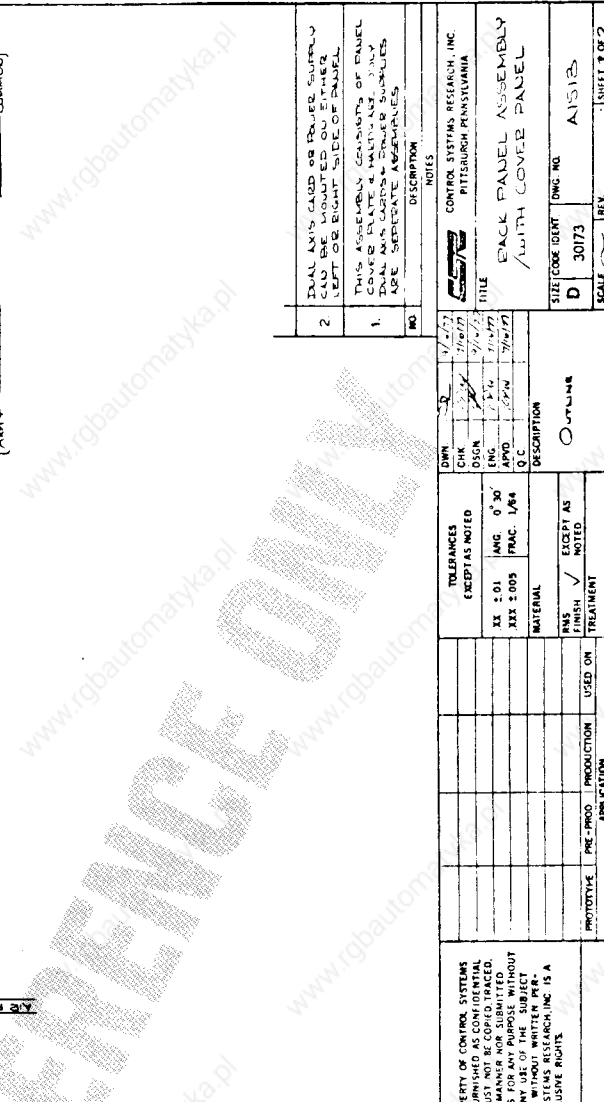 2. DUAL AXIS CARD OR POWER SUPPLY
CAN BE MOUNTED ON EITHER
LEFT OR RIGHT SIDE OF PANEL
1. THIS ASSEMBLY CONSISTS OF PANEL
COVER PLATE &
DUAL AXIS CARDS & POWER SUPPLIES
ARE SEPERATE ASSEMBLIES
NO. DESCRIPTION
NOTES
CONTROL SYSTEMS RESEARCH, INC.
PITTSBURGH, PENNSYLVANIA
TITLE
BACK PANEL ASSEMBLY
/WITH COVER PANEL
SIZE CODE IDENT DWG. NO.
D 30173 A1513
SCALE REV. SHEET 2 OF 2
DWN
CHK
DSGN
ENG
APVD
Q C
DESCRIPTION
OUTLINE
TOLERANCES
EXCEPT AS NOTED
.XX ±.01 ANG. 0°30'
.XXX ±.005 FRAC. 1/64
MATERIAL
RMS FINISH √ EXCEPT AS NOTED
TREATMENT
PROTOTYPE PRE-PROD PRODUCTION USED ON
APPLICATION
ERTY OF CONTROL SYSTEMS
URNISHED AS CONFIDENTIAL
UST NOT BE COPIED, TRACED,
MANNER NOR SUBMITTED
S FOR ANY PURPOSE WITHOUT
NY USE OF THE SUBJECT
WITHOUT WRITTEN PER-
STEMS RESEARCH, INC. IS A
USIVE RIGHTS.
ERENCE ONLY
AIR
www.rgbautomatyka.pl